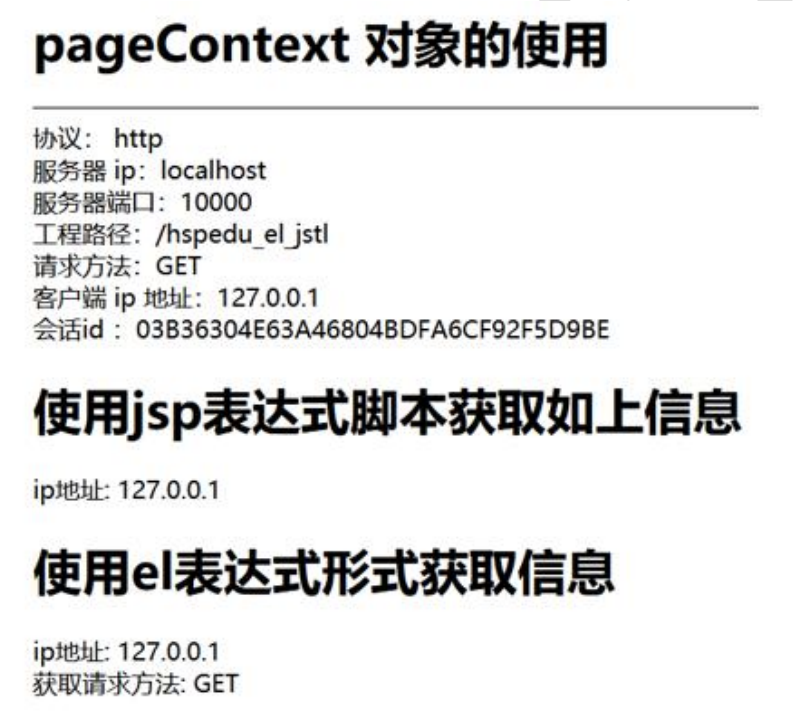 pageContext 对象的使用
协议： http
服务器 ip：localhost
服务器端口：10000
工程路径：/hspedu_el_jstl
请求方法：GET
客户端 ip 地址：127.0.0.1
会话id ：03B36304E63A46804BDFA6CF92F5D9BE
使用jsp表达式脚本获取如上信息
ip地址: 127.0.0.1
使用el表达式形式获取信息
ip地址: 127.0.0.1
获取请求方法: GET